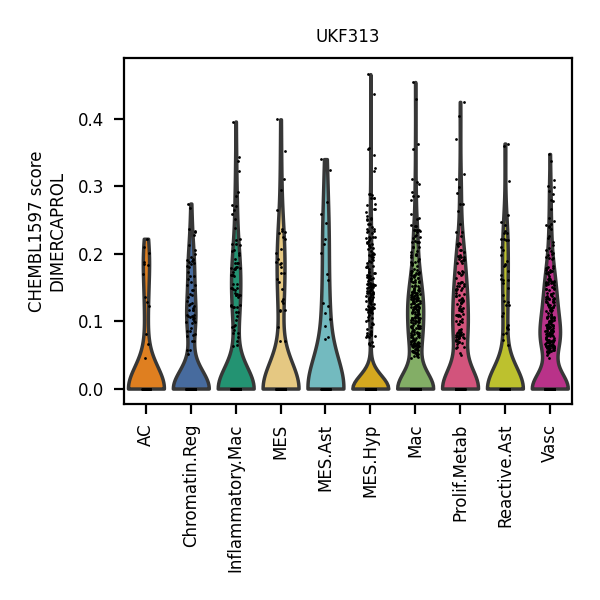 UKF313
CHEMBL1597 score
DIMERCAPROL
0.4
0.3
0.2
0.1
0.0
AC
Chromatin.Reg
Inflammatory.Mac
MES
MES.Ast
MES.Hyp
Mac
Prolif.Metab
Reactive.Ast
Vasc